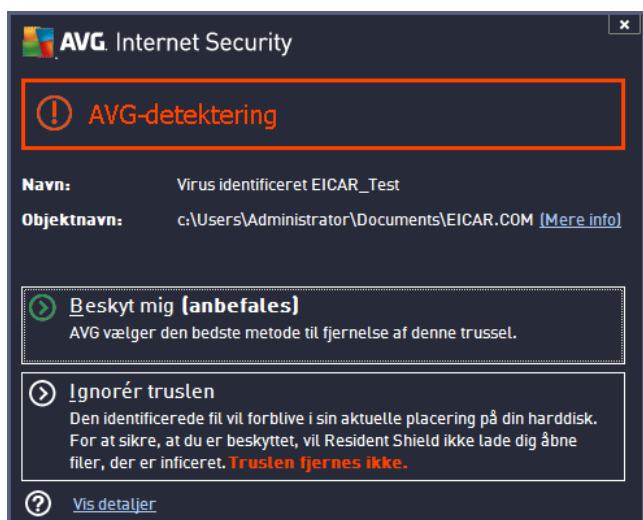 AVG. Internet Security
x
AVG-detektering
Navn: Virus identificeret EICAR_Test
Objektnavn: c:\Users\Administrator\Documents\EICAR.COM (Mere info)
Beskyt mig (anbefales)
AVG vælger den bedste metode til fjernelse af denne trussel.
Ignorér truslen
Den identificerede fil vil forblive i sin aktuelle placering på din harddisk.
For at sikre, at du er beskyttet, vil Resident Shield ikke lade dig åbne
filer, der er inficeret. Truslen fjernes ikke.
Vis detaljer